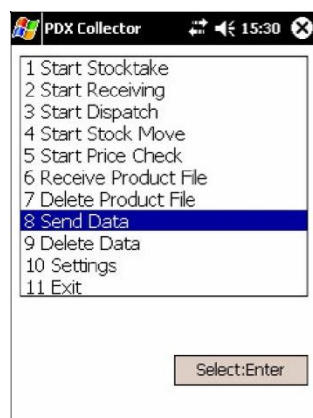 PDX Collector 15:30
1 Start Stocktake
2 Start Receiving
3 Start Dispatch
4 Start Stock Move
5 Start Price Check
6 Receive Product File
7 Delete Product File
8 Send Data
9 Delete Data
10 Settings
11 Exit
Select:Enter